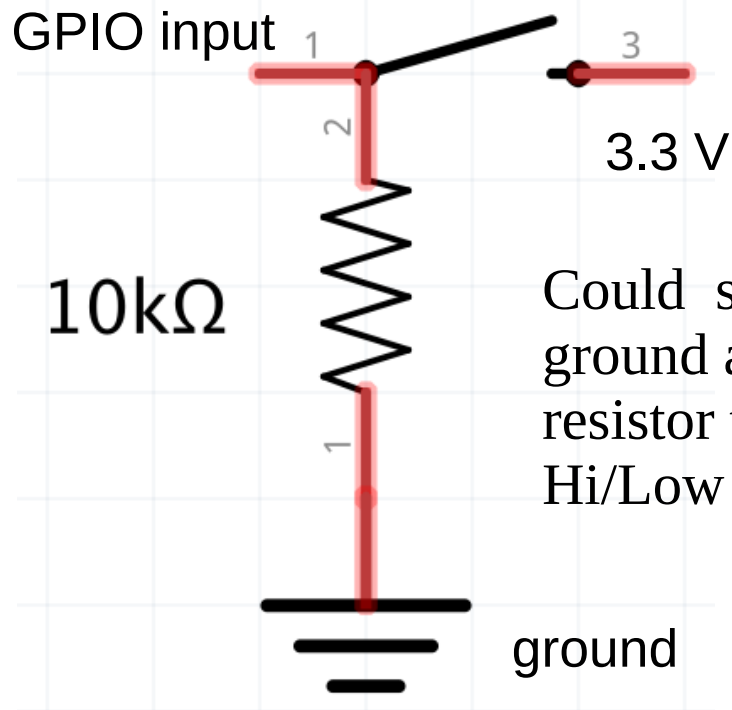 GPIO input
1
3
2
3.3 V
10kΩ
Could
ground
resistor
1
Hi/Low
ground